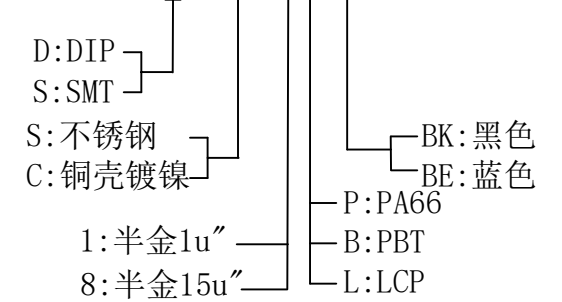 D:DIP
S:SMT
S:不锈钢
C:铜壳镀镍
1:半金1u″
8:半金15u″
BK:黑色
BE:蓝色
P:PA66
B:PBT
L:LCP